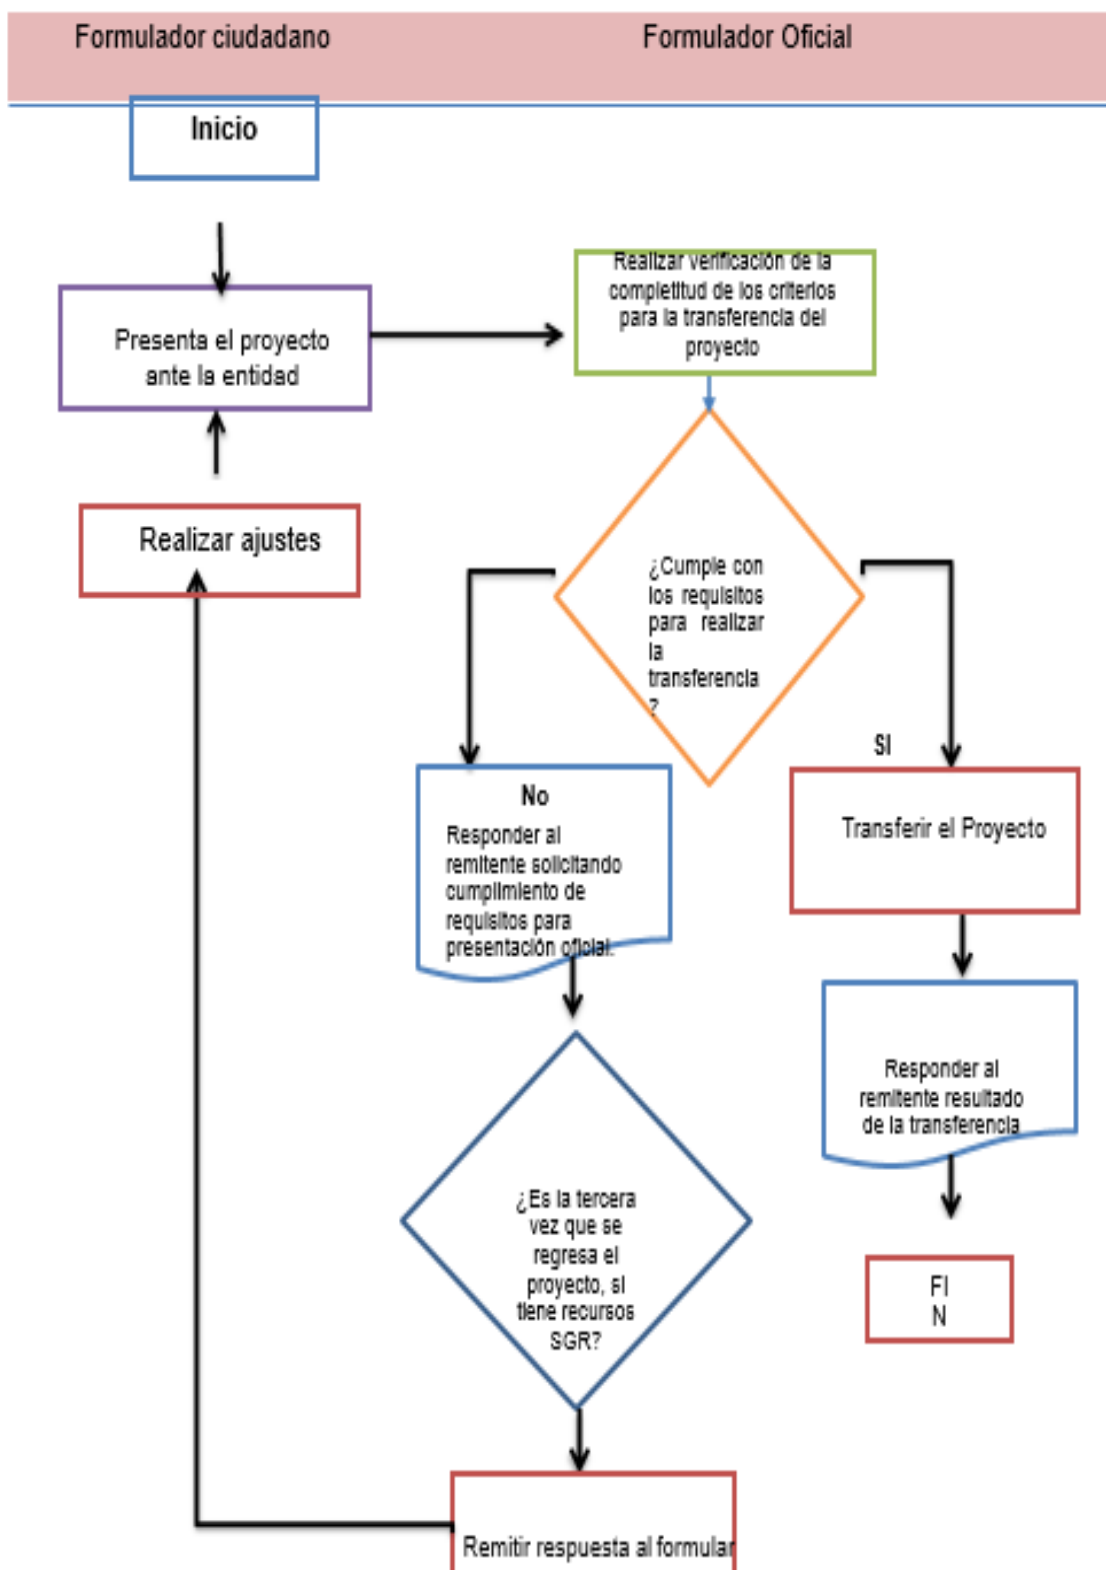 Formulador ciudadano
Formulador Oficial
Inicio
Presenta el proyecto
ante la entidad
Realizar verificación de la
completitud de los criterios
para la transferencia del
proyecto
Realizar ajustes
¿Cumple con
los requisitos
para realizar
la
transferencia
?
SI
No
Responder al
remitente solicitando
cumplimiento de
requisitos para
presentación oficial.
Transferir el Proyecto
Responder al
remitente resultado
de la transferencia
¿Es la tercera
vez que se
regresa el
proyecto, si
tiene recursos
SGR?
FI
N
Remitir respuesta al formular